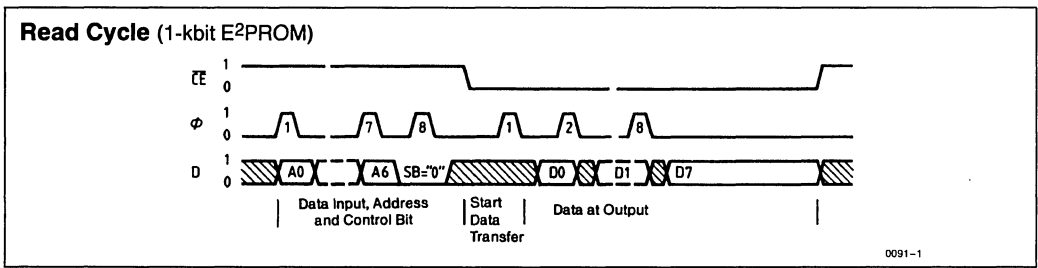 Read Cycle (1-kbit E²PROM)
CE 1
0
Φ 1
0
1 7 8 1 2 8
D 1
0
A0 A6 SB="0" D0 D1 D7
Data Input, Address
and Control Bit
Start
Data
Transfer
Data at Output
0091–1